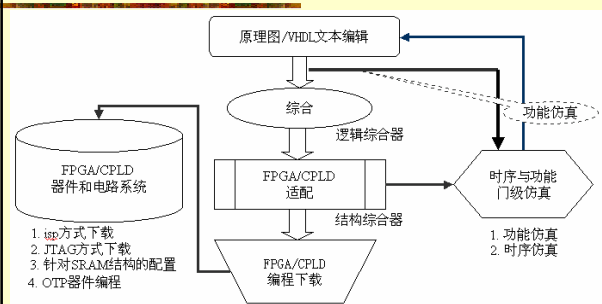 原理图/VHDL文本编辑
综合
功能仿真
逻辑综合器
FPGA/CPLD
器件和电路系统
FPGA/CPLD
适配
时序与功能
门级仿真
结构综合器
1. isp方式下载
2. JTAG方式下载
3. 针对SRAM结构的配置
4. OTP器件编程
1. 功能仿真
2. 时序仿真
FPGA/CPLD
编程下载